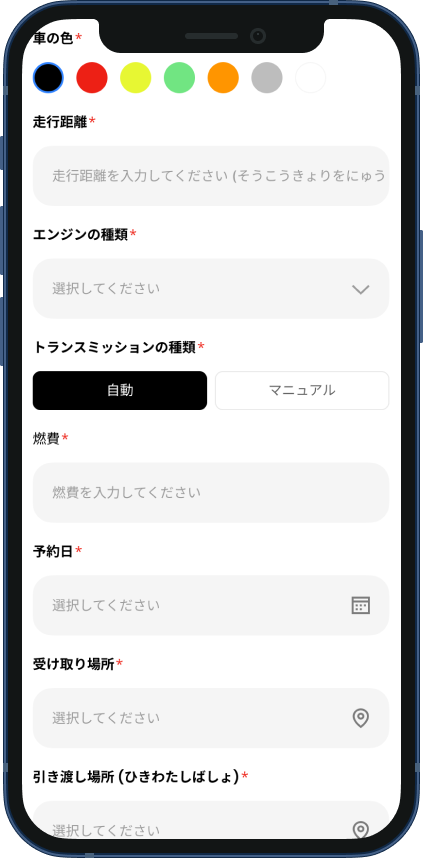 車の色*
走行距離*
走行距離を入力してください (そうこうきょりをにゅう
エンジンの種類*
選択してください
トランスミッションの種類*
自動
マニュアル
燃費*
燃費を入力してください
予約日*
選択してください
受け取り場所*
選択してください
引き渡し場所 (ひきわたしばしょ)*
選択してください